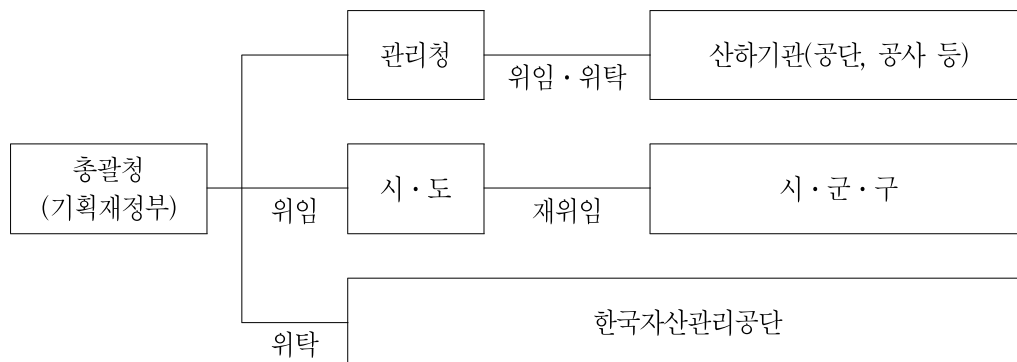 관리청
위임·위탁
산하기관(공단, 공사 등)
총괄청
(기획재정부)
위임
시·도
재위임
시·군·구
위탁
한국자산관리공단